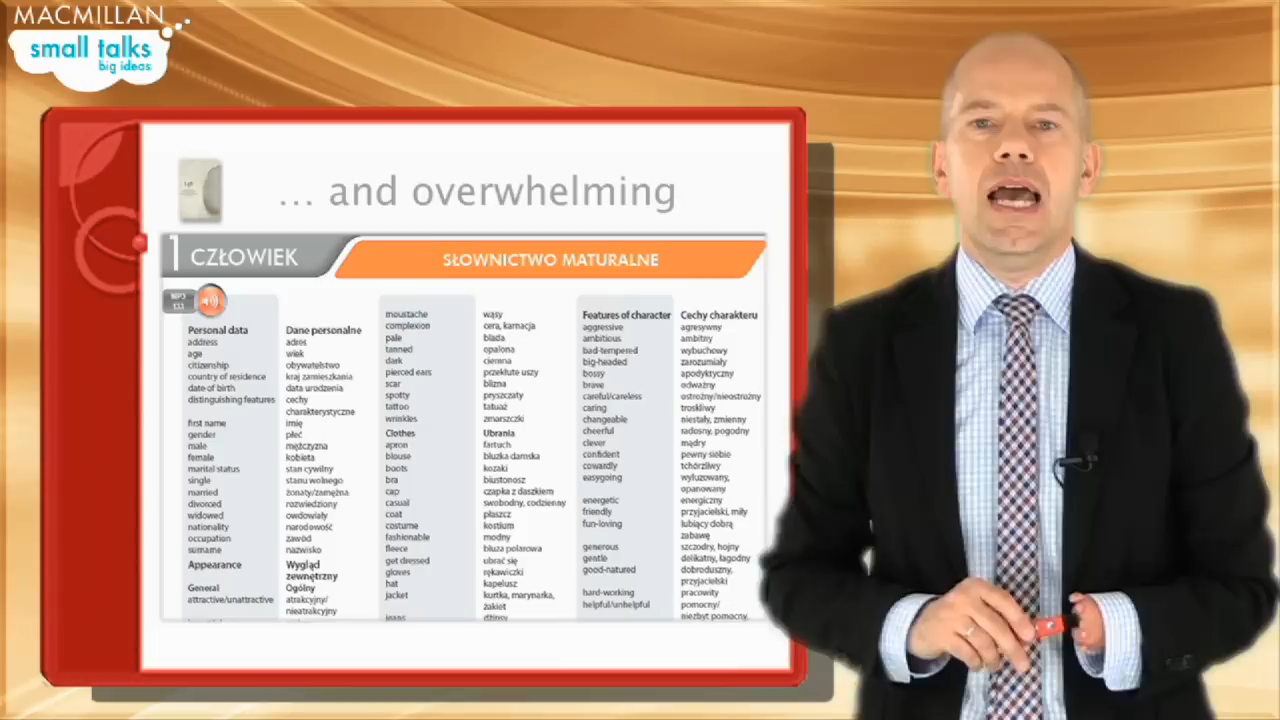 MACMILLAN
small talks
big ideas
... and overwhelming
1 CZŁOWIEK
SŁOWNICTWO MATURALNE
MP3
133
Personal data
address
age
citizenship
country of residence
date of birth
distinguishing features
first name
gender
male
female
marital status
single
married
divorced
widowed
nationality
occupation
surname
Appearance
General
attractive/unattractive
Dane personalne
adres
wiek
obywatelstwo
kraj zamieszkania
data urodzenia
cechy
charakterystyczne
imię
płeć
mężczyzna
kobieta
stan cywilny
stanu wolnego
żonaty/zamężna
rozwiedziony
owdowiały
narodowość
zawód
nazwisko
Wygląd
zewnętrzny
Ogólny
atrakcyjny/
nieatrakcyjny
moustache
complexion
pale
tanned
dark
pierced ears
scar
spotty
tattoo
wrinkles
Clothes
apron
blouse
boots
bra
cap
casual
coat
costume
fashionable
fleece
get dressed
gloves
hat
jacket
jeans
wąsy
cera, karnacja
blada
opalona
ciemna
przekłute uszy
blizna
pryszczaty
tatuaż
zmarszczki
Ubrania
fartuch
bluzka damska
kozaki
biustonosz
czapka z daszkiem
swobodny, codzienny
płaszcz
kostium
modny
bluza polarowa
ubrać się
rękawiczki
kapelusz
kurtka, marynarka,
żakiet
dżinsy
Features of character
aggressive
ambitious
bad-tempered
big-headed
bossy
brave
careful/careless
caring
changeable
cheerful
clever
confident
cowardly
easygoing
energetic
friendly
fun-loving
generous
gentle
good-natured
hard-working
helpful/unhelpful
Cechy charakteru
agresywny
ambitny
wybuchowy
zarozumiały
apodyktyczny
odważny
ostrożny/nieostrożny
troskliwy
niestały, zmienny
radosny, pogodny
mądry
pewny siebie
tchórzliwy
wyluzowany,
opanowany
energiczny
przyjacielski, miły
lubiący dobrą
zabawę
szczodry, hojny
delikatny, łagodny
dobroduszny,
przyjacielski
pracowity
pomocny/
niezbyt pomocny,